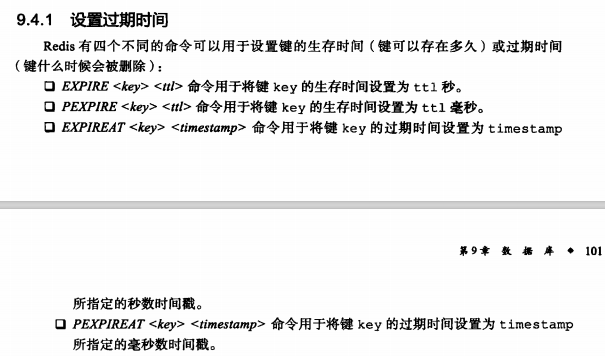 9.4.1 设置过期时间
Redis 有四个不同的命令可以用于设置键的生存时间（键可以存在多久）或过期时间
（键什么时候会被删除）：
❑ EXPIRE <key> <ttl> 命令用于将键 key 的生存时间设置为 ttl 秒。
❑ PEXPIRE <key> <ttl> 命令用于将键 key 的生存时间设置为 ttl 毫秒。
❑ EXPIREAT <key> <timestamp> 命令用于将键 key 的过期时间设置为 timestamp
第9章 数据库 ◆ 101
所指定的秒数时间戳。
❑ PEXPIREAT <key> <timestamp> 命令用于将键 key 的过期时间设置为 timestamp
所指定的毫秒数时间戳。